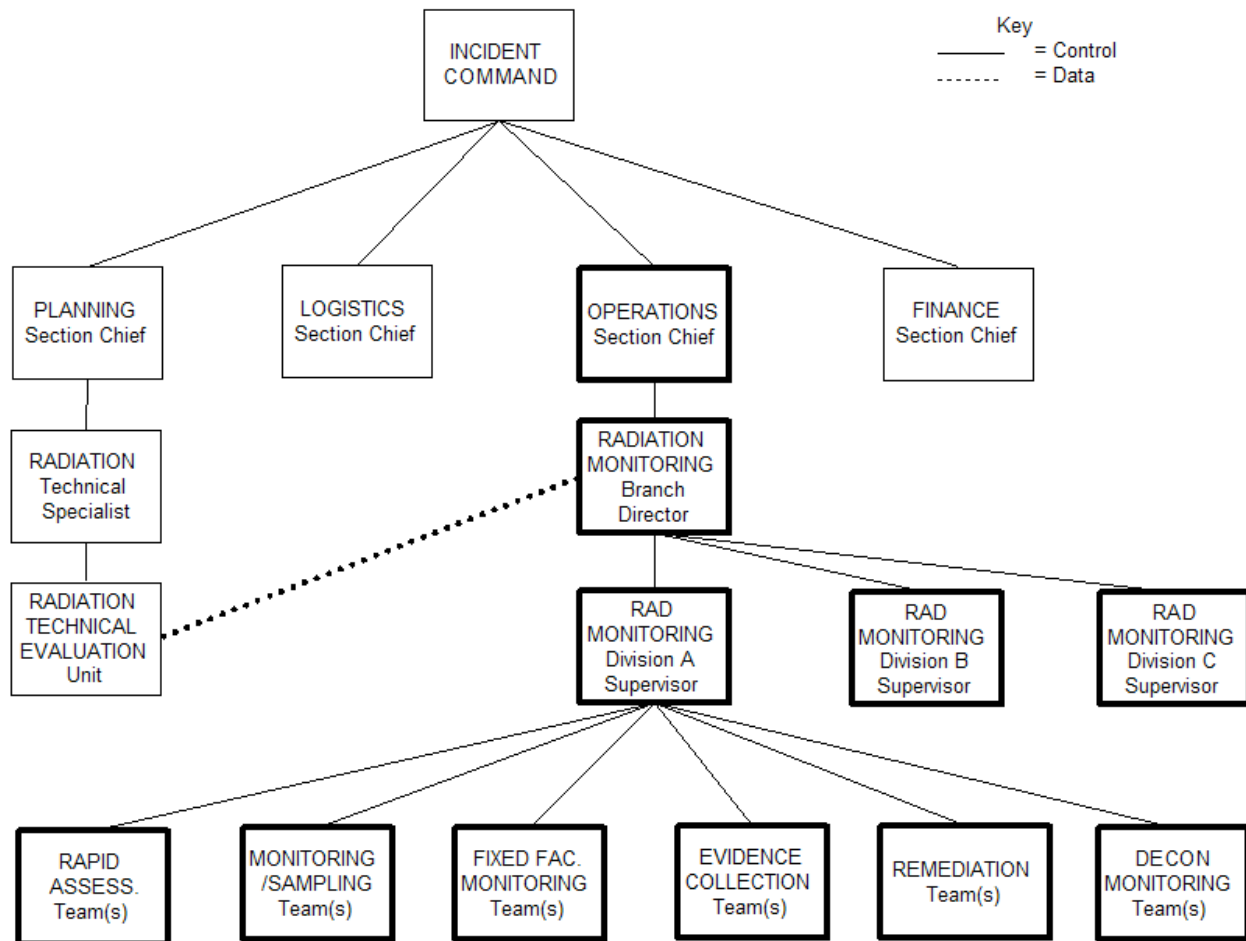 INCIDENT
COMMAND
Key
= Control
= Data
PLANNING
Section Chief
LOGISTICS
Section Chief
OPERATIONS
Section Chief
FINANCE
Section Chief
RADIATION
Technical
Specialist
RADIATION
MONITORING
Branch
Director
RADIATION
TECHNICAL
EVALUATION
Unit
RAD
MONITORING
Division A
Supervisor
RAD
MONITORING
Division B
Supervisor
RAD
MONITORING
Division C
Supervisor
RAPID
ASSESS.
Team(s)
MONITORING
/SAMPLING
Team(s)
FIXED FAC.
MONITORING
Team(s)
EVIDENCE
COLLECTION
Team(s)
REMEDIATION
Team(s)
DECON
MONITORING
Team(s)